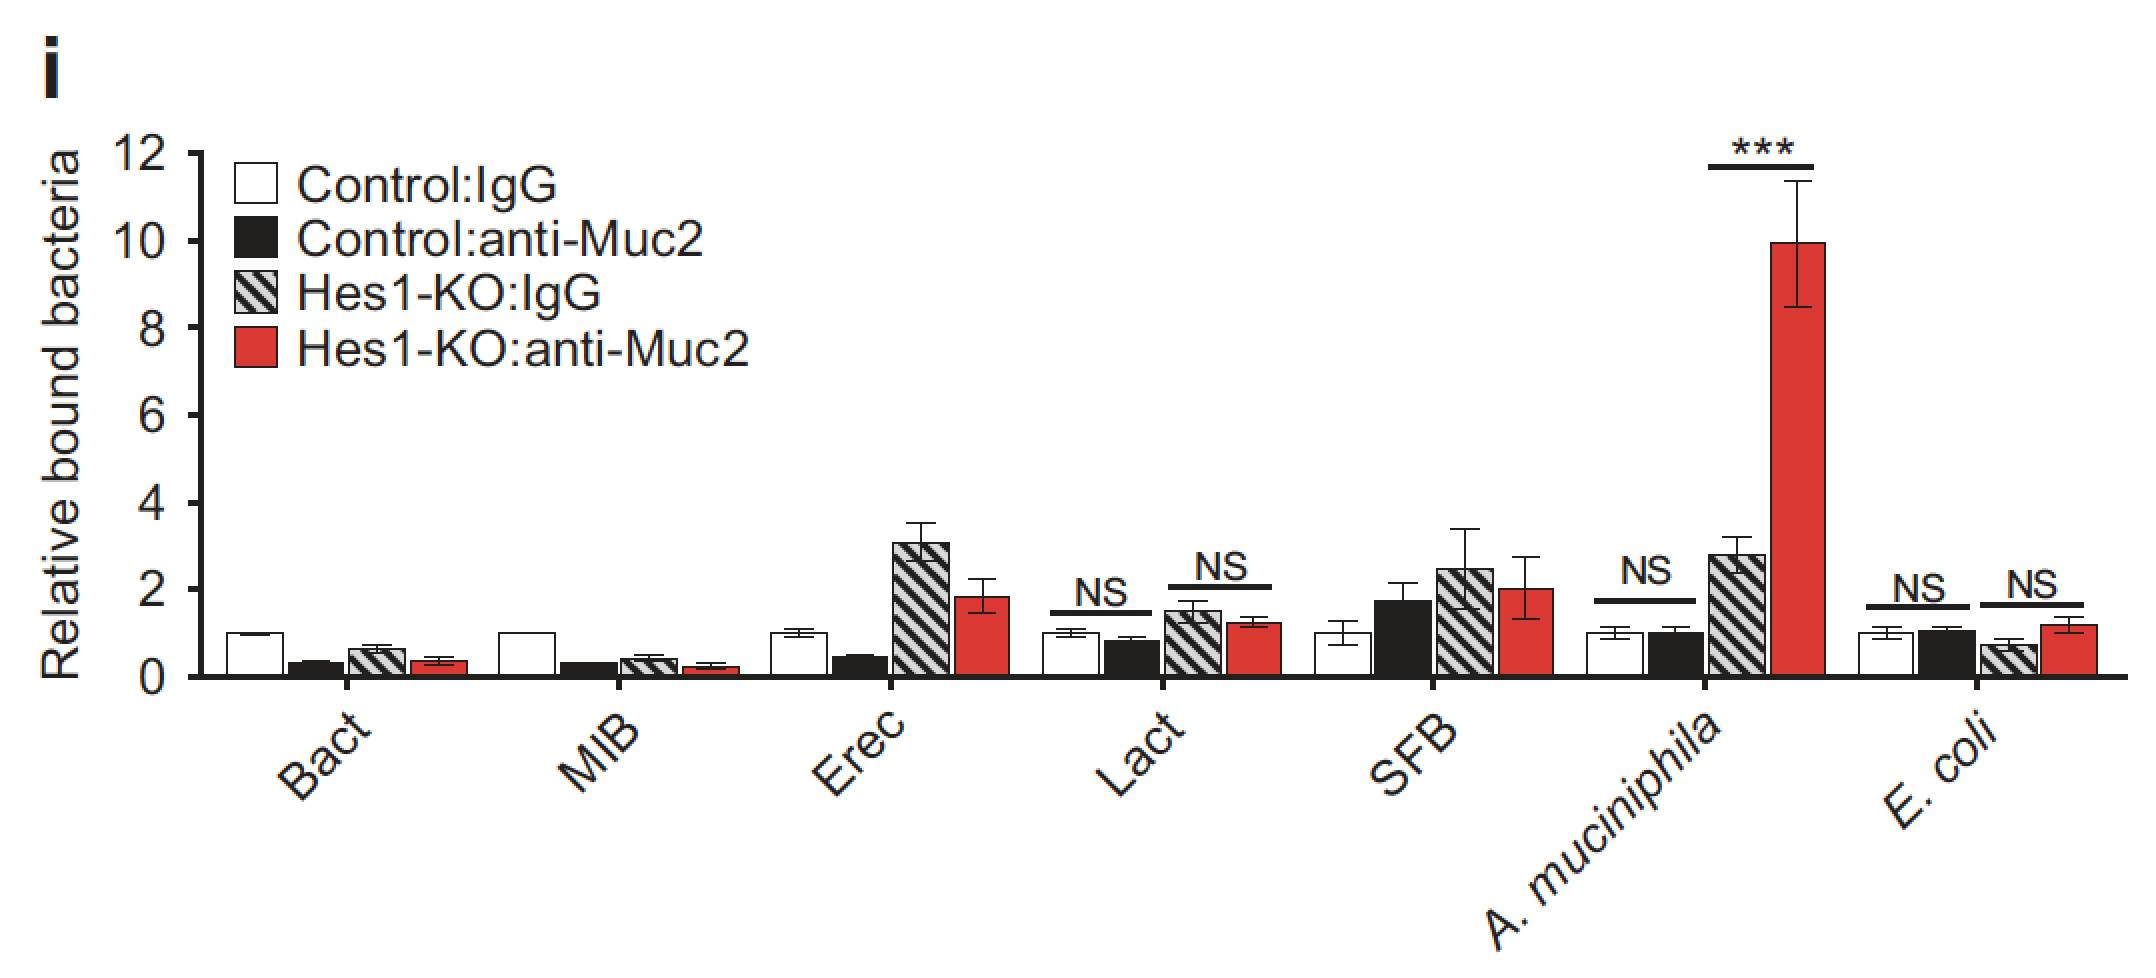 i
Relative bound bacteria
12
10
8
6
4
2
0
Control:IgG
Control:anti-Muc2
Hes1-KO:IgG
Hes1-KO:anti-Muc2
NS
NS
NS
***
NS
NS
Bact
MIB
Erec
Lact
SFB
A. muciniphila
E. coli